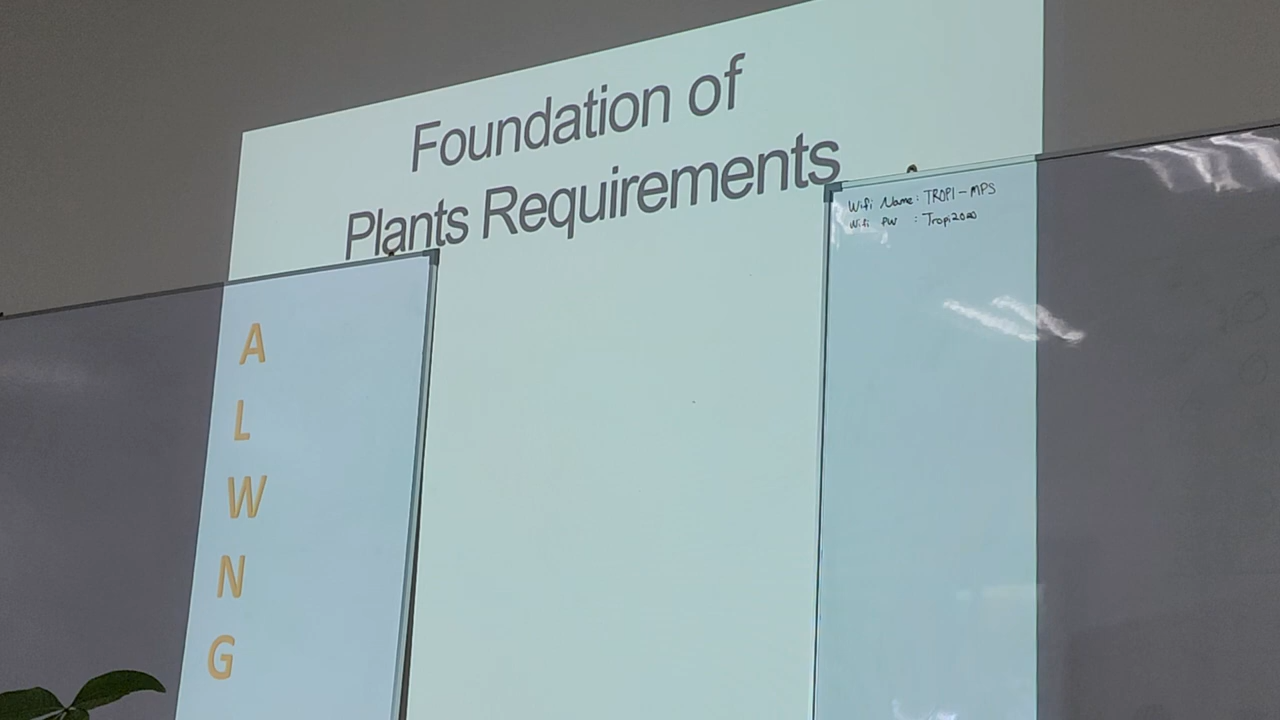 Foundation of
Plants Requirements
Wifi Name: TROPI-MPS
Wifi PW : Tropi2020
A
L
W
N
G